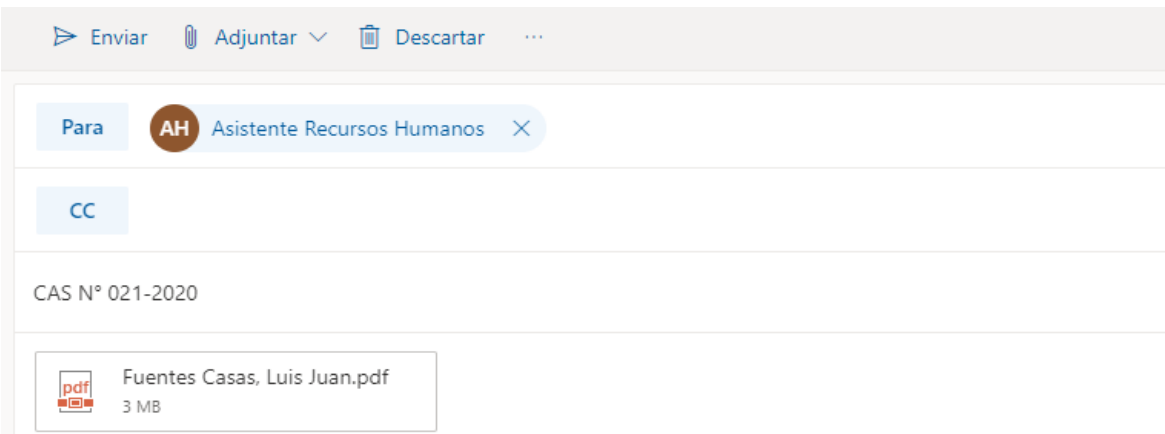 Enviar Adjuntar Descartar ...
Para AH Asistente Recursos Humanos
CC
CAS N° 021-2020
pdf Fuentes Casas, Luis Juan.pdf
3 MB